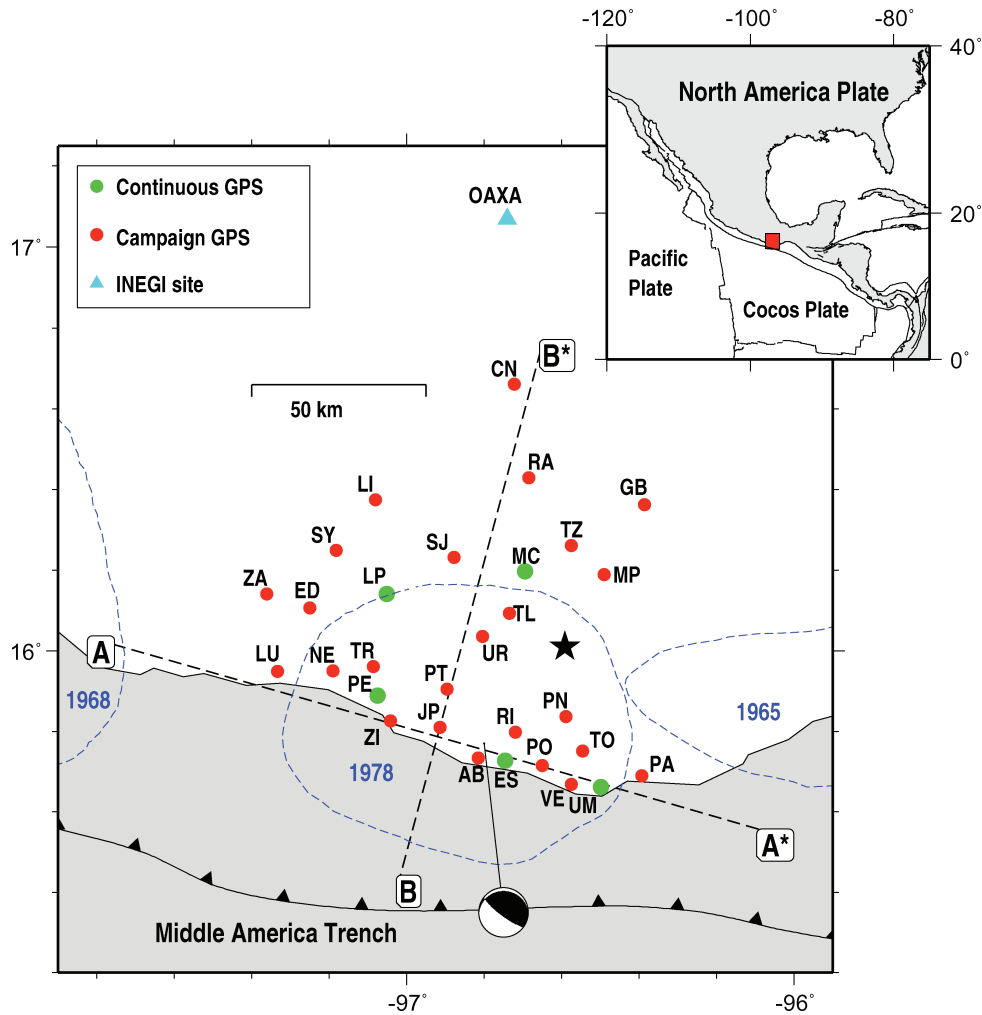 -120°
-100°
-80°
40°
North America Plate
20°
Pacific
Plate
Cocos Plate
0°
Continuous GPS
Campaign GPS
INEGI site
OAXA
17°
B*
CN
50 km
RA
LI
GB
SY
SJ
TZ
MC
MP
ZA
ED
LP
TL
UR
16°
A
LU
NE
TR
PE
PT
1968
1965
JP
RI
PN
ZI
PO
TO
1978
AB
ES
PA
VE
UM
A*
B
Middle America Trench
-97°
-96°